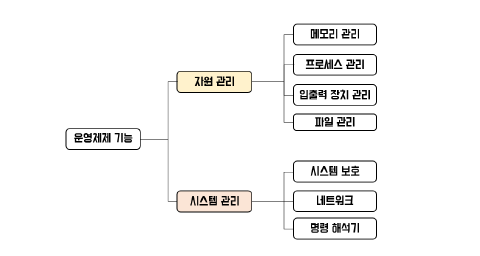 운영제제 기능
자원 관리
메모리 관리
프로세스 관리
입출력 장치 관리
파일 관리
시스템 관리
시스템 보호
네트워크
명령 해석기